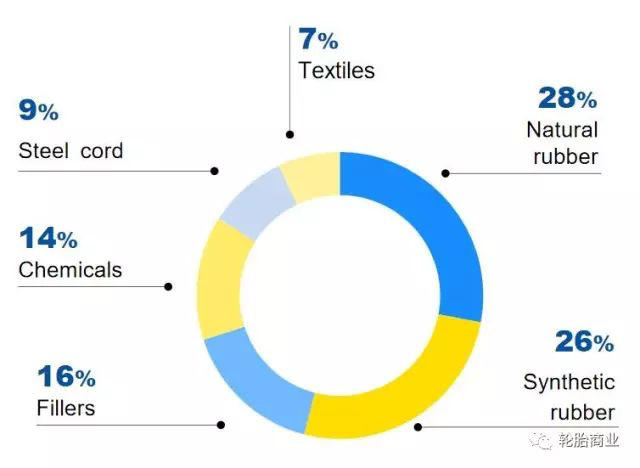 7%
Textiles
28%
Natural
rubber
9%
Steel cord
14%
Chemicals
26%
Synthetic
rubber
16%
Fillers
轮胎商业